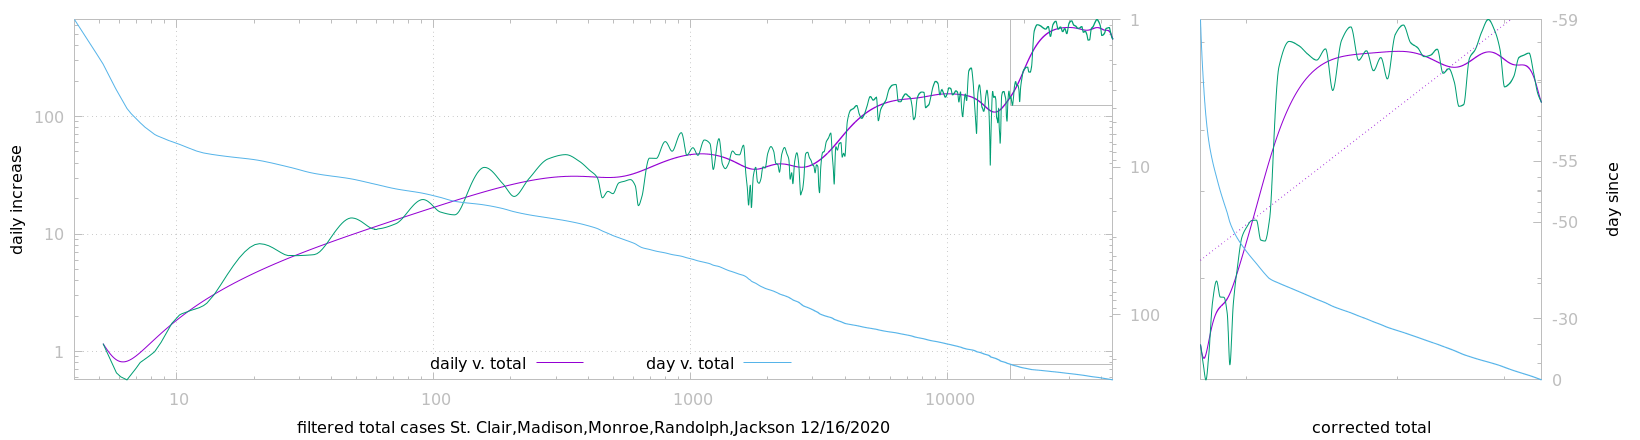 daily increase
100
10
1
10
100
1000
10000
1
10
100
daily v. total
day v. total
filtered total cases St. Clair,Madison,Monroe,Randolph,Jackson 12/16/2020
-59
-55
-50
-30
0
day since
corrected total